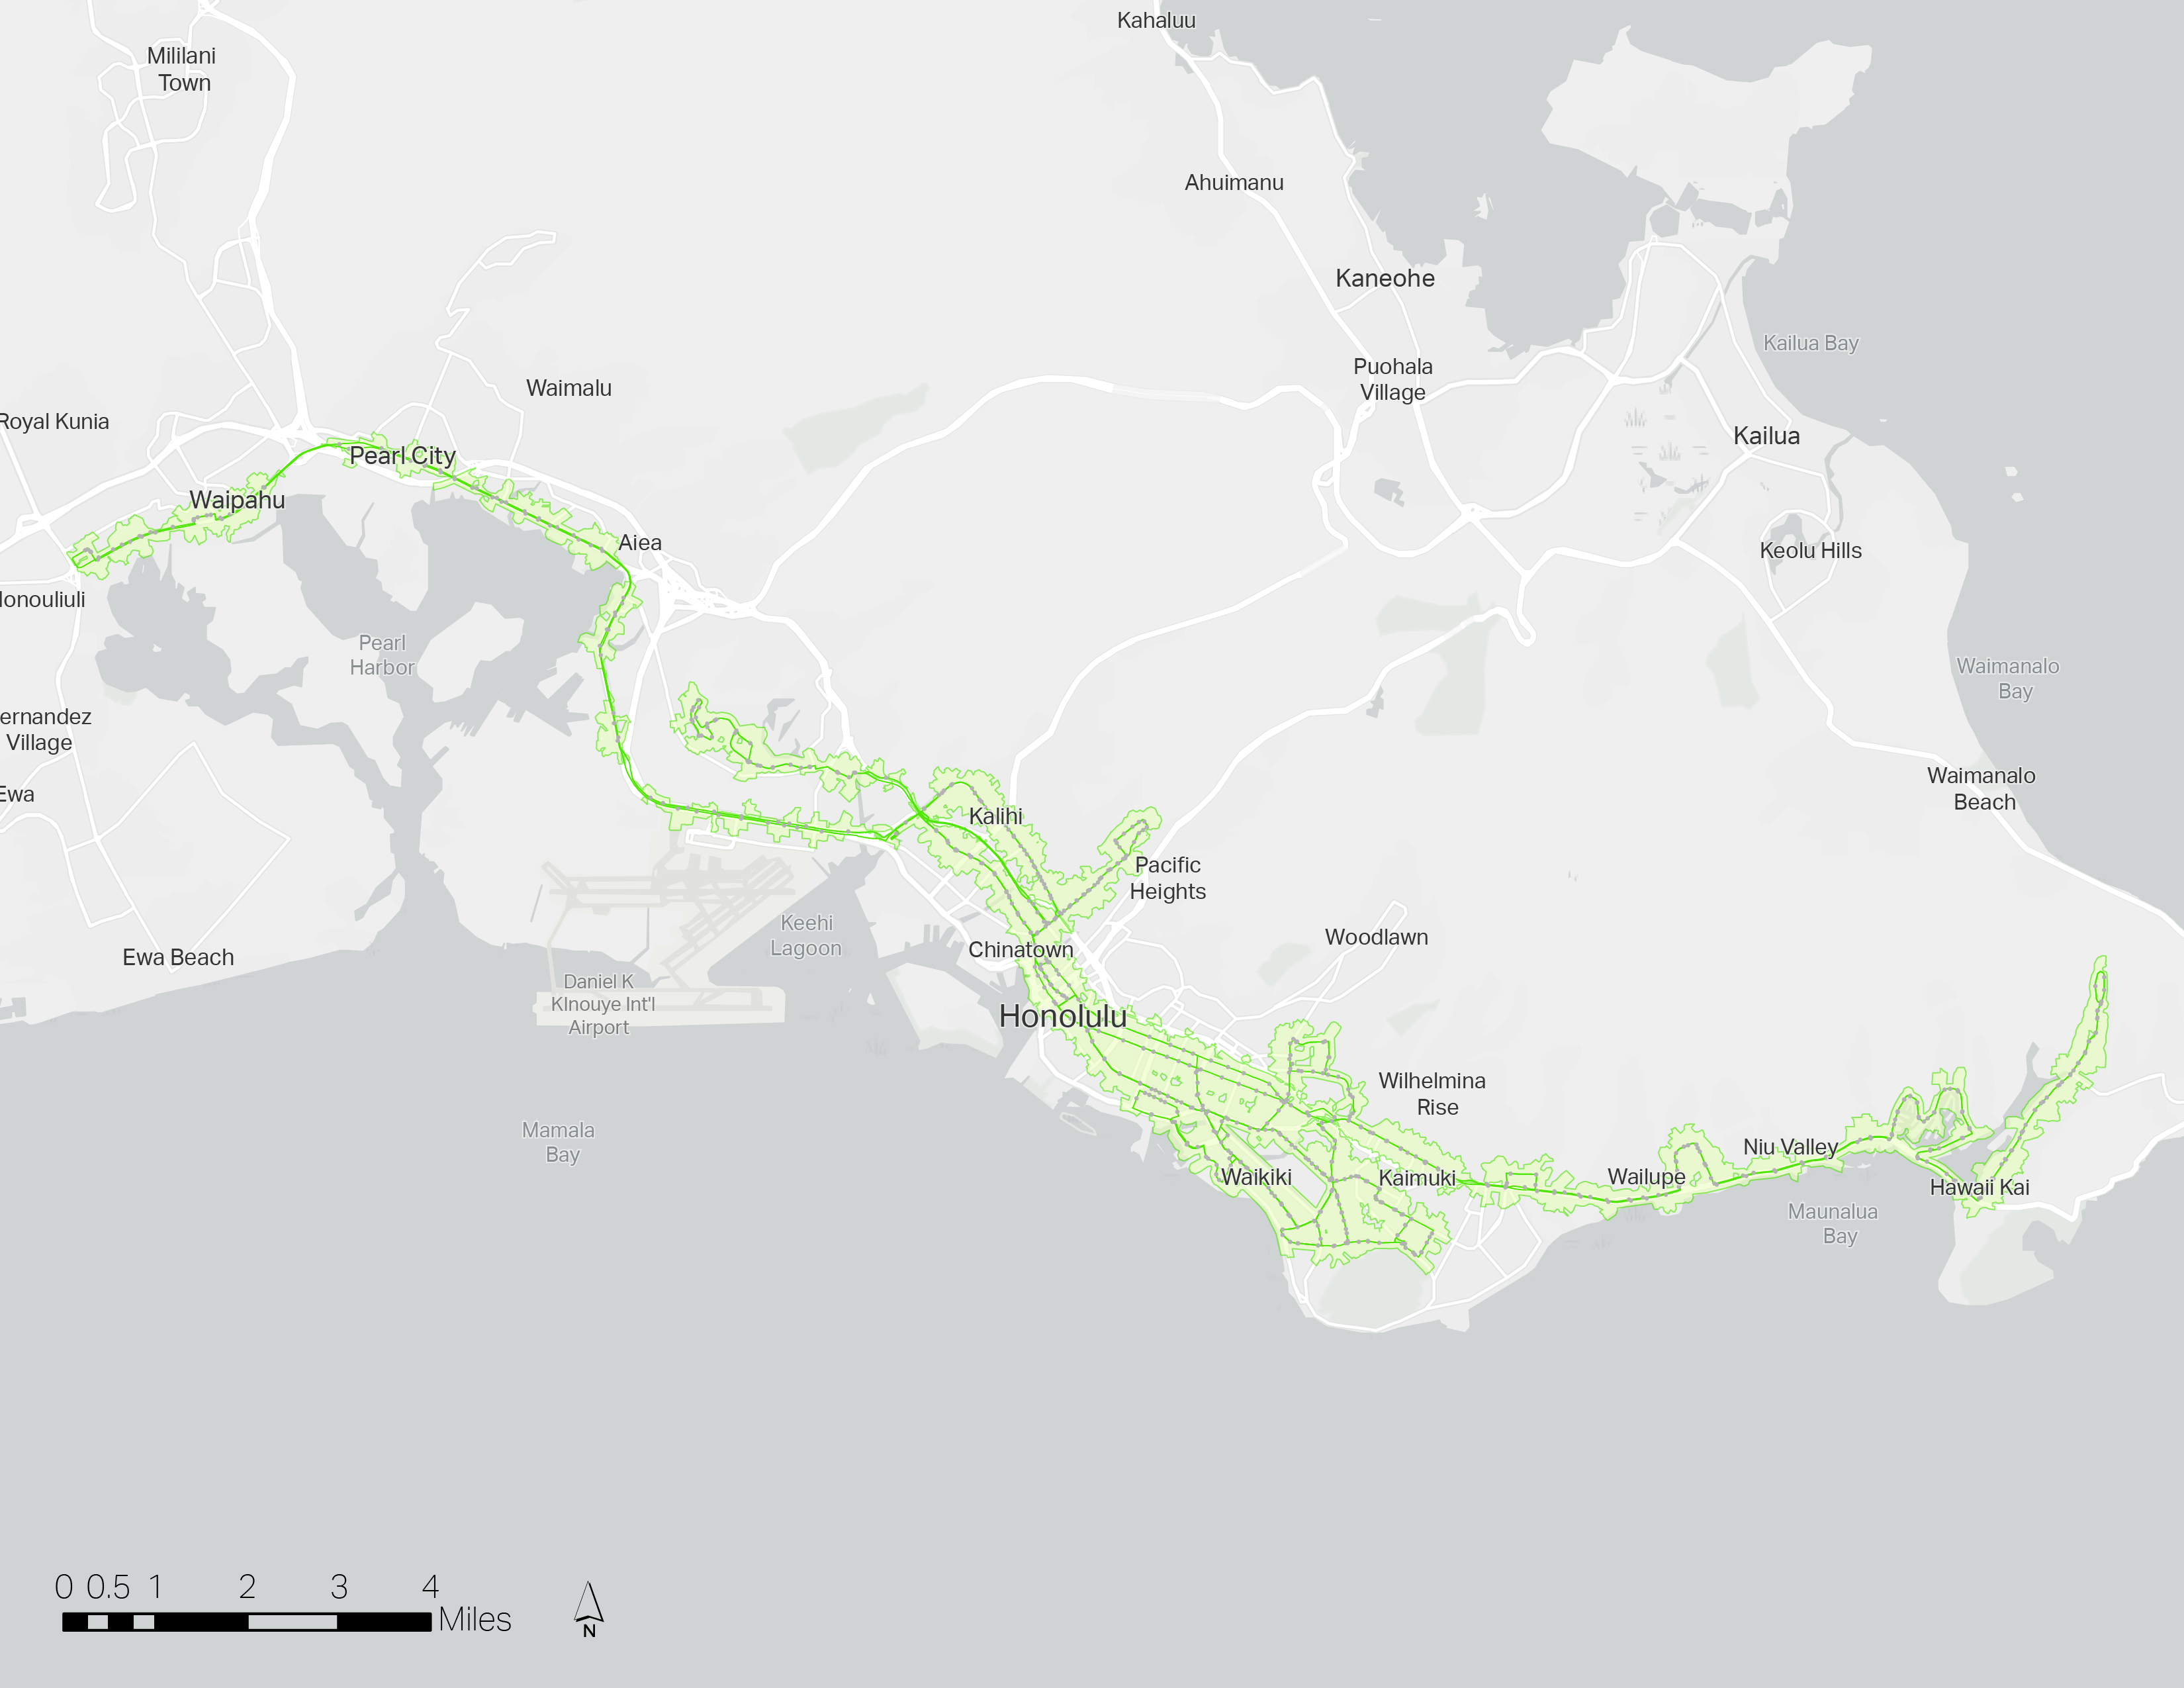 Kahaluu
Mililani
Town
Ahuimanu
Kaneohe
Kailua Bay
Puohala
Village
Waimalu
Royal Kunia
Kailua
Pearl City
Waipahu
Aiea
Keolu Hills
Honouliuli
Pearl
Harbor
Waimanalo
Bay
ernandez
Village
Waimanalo
Beach
Ewa
Kalihi
Pacific
Heights
Keehi
Lagoon
Woodlawn
Chinatown
Ewa Beach
Daniel K
KInouye Int'l
Airport
Honolulu
Wilhelmina
Rise
Mamala
Bay
Niu Valley
Waikiki
Kaimuki
Wailupe
Hawaii Kai
Maunalua
Bay
0 0.5 1 2 3 4
Miles
N